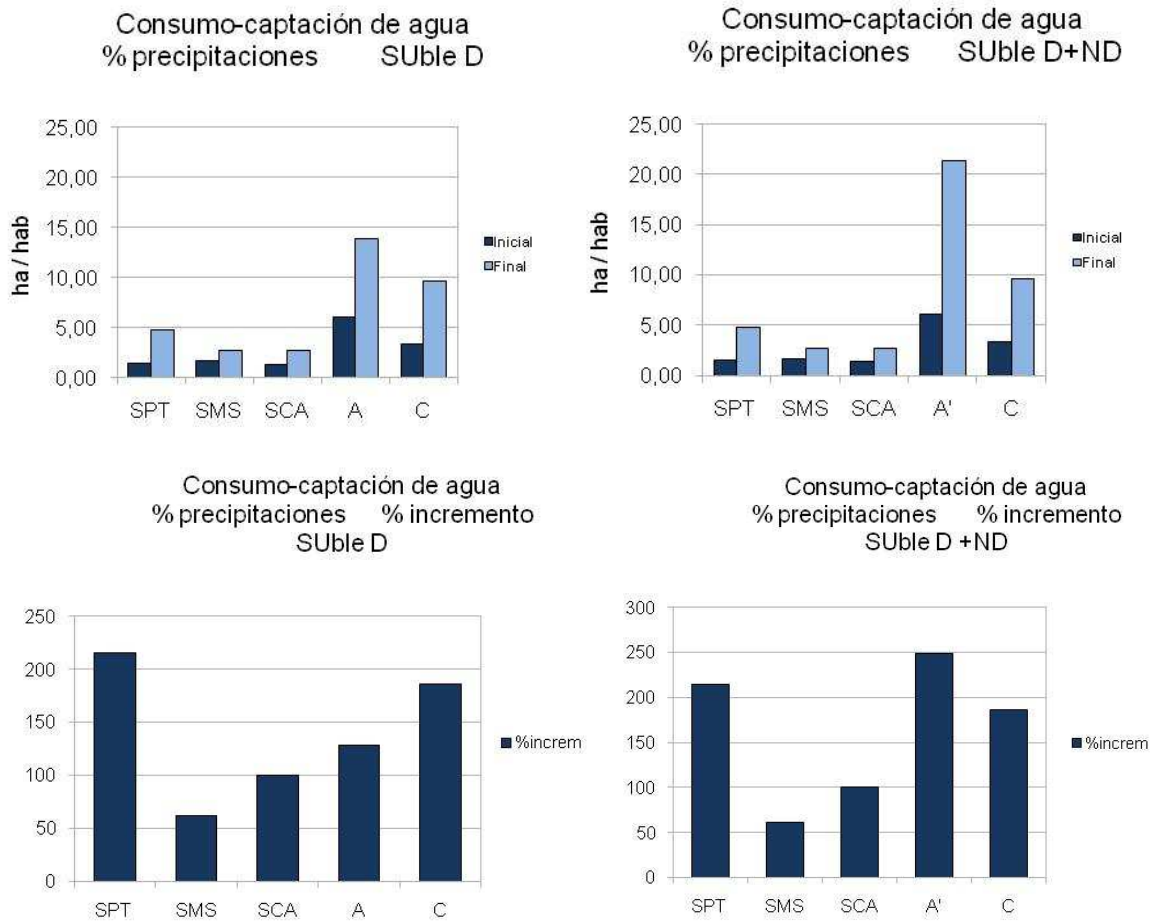 Consumo-captación de agua
% precipitaciones SUble D
25,00
20,00
15,00
10,00
5,00
0,00
ha / hab
SPT SMS SCA A C
Inicial
Final
Consumo-captación de agua
% precipitaciones SUble D+ND
25,00
20,00
15,00
10,00
5,00
0,00
ha / hab
SPT SMS SCA A' C
Inicial
Final
Consumo-captación de agua
% precipitaciones % incremento
SUble D
250
200
150
100
50
0
SPT SMS SCA A C
%increm
Consumo-captación de agua
% precipitaciones % incremento
SUble D +ND
300
250
200
150
100
50
0
SPT SMS SCA A' C
%increm